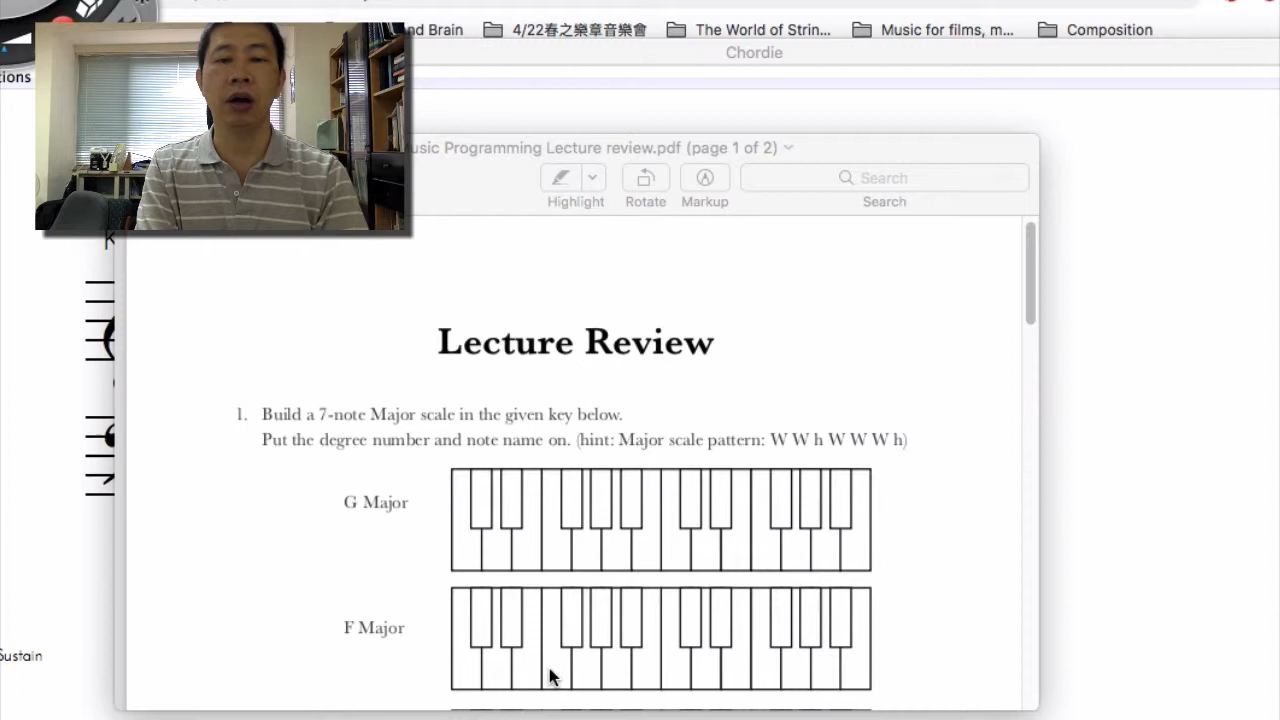 nd Brain
4/22春之樂章音樂會
The World of Strin...
Music for films, m...
Composition
tions
Chordie
usic Programming Lecture review.pdf (page 1 of 2)
Search
Highlight
Rotate
Markup
Search
Lecture Review
1. Build a 7-note Major scale in the given key below.
Put the degree number and note name on. (hint: Major scale pattern: W W h W W W h)
G Major
F Major
Sustain